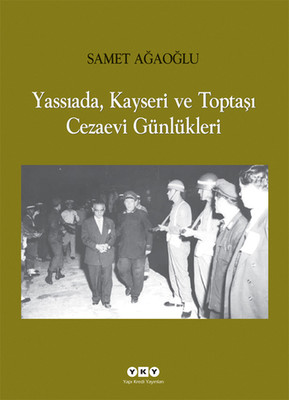 SAMET AĞAOĞLU
Yassıada, Kayseri ve Toptaşı
Cezaevi Günlükleri
YKY
Yapı Kredi Yayınları